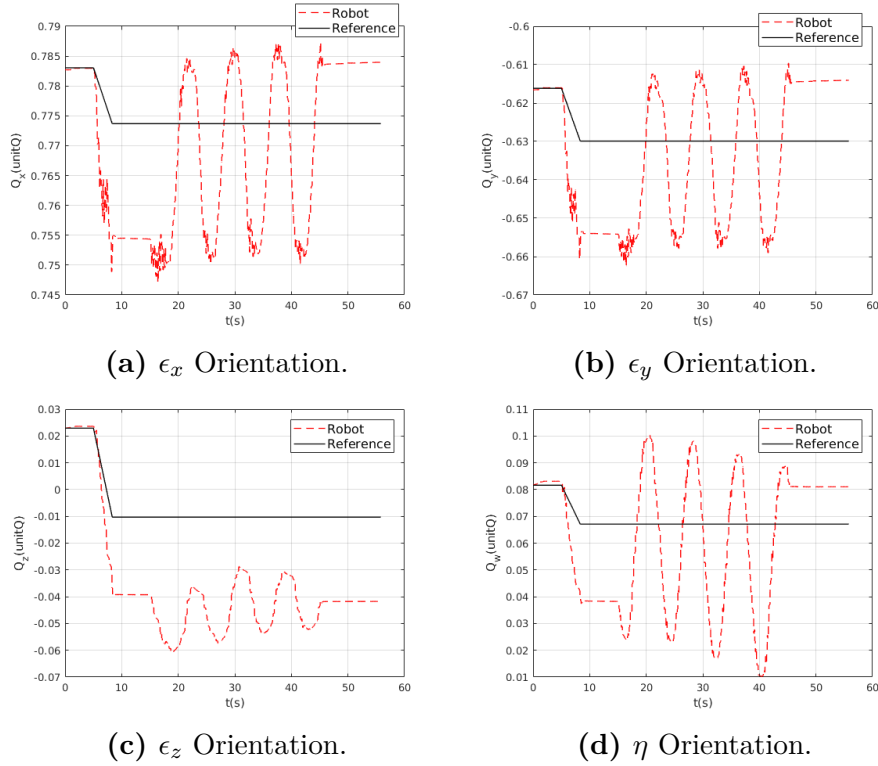 Robot
Reference
0.79
0.785
0.78
0.775
0.77
0.765
0.76
0.755
0.75
0.745
Q_x(unitQ)
0 10 20 30 40 50 60
t(s)
(a) ϵ_x Orientation.
Robot
Reference
-0.6
-0.61
-0.62
-0.63
-0.64
-0.65
-0.66
-0.67
Q_y(unitQ)
0 10 20 30 40 50 60
t(s)
(b) ϵ_y Orientation.
Robot
Reference
0.03
0.02
0.01
0
-0.01
-0.02
-0.03
-0.04
-0.05
-0.06
-0.07
Q_z(unitQ)
0 10 20 30 40 50 60
t(s)
(c) ϵ_z Orientation.
Robot
Reference
0.11
0.1
0.09
0.08
0.07
0.06
0.05
0.04
0.03
0.02
0.01
Q_w(unitQ)
0 10 20 30 40 50 60
t(s)
(d) η Orientation.